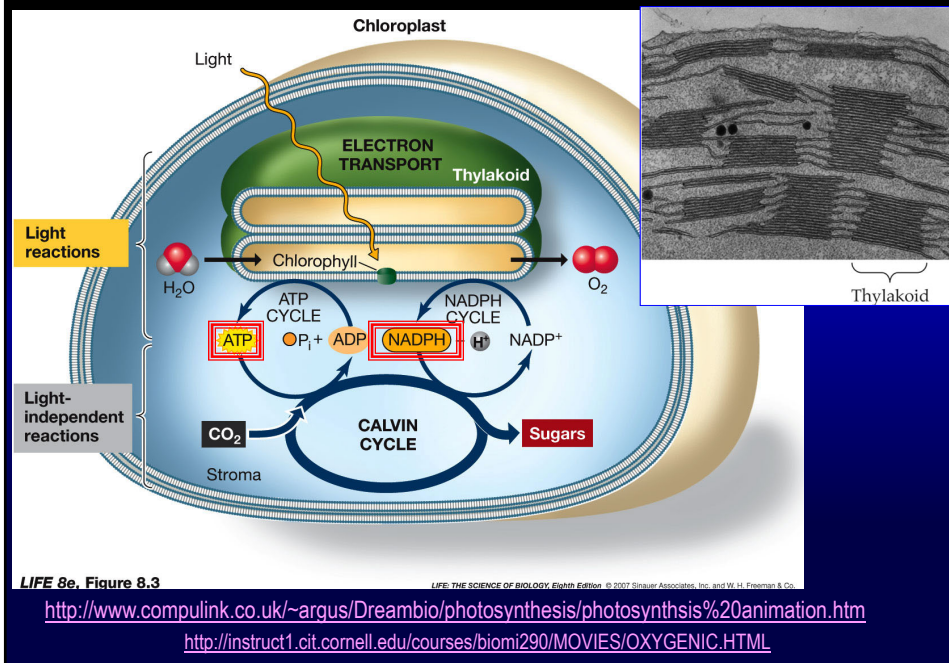 Chloroplast
Light
ELECTRON
TRANSPORT
Thylakoid
Light
reactions
Chlorophyll
H₂O
O₂
ATP
CYCLE
NADPH
CYCLE
ATP
Pᵢ + ADP
NADPH
H⁺
NADP⁺
Light-
independent
reactions
CO₂
CALVIN
CYCLE
Sugars
Stroma
Thylakoid
LIFE 8e, Figure 8.3
LIFE: THE SCIENCE OF BIOLOGY, Eighth Edition © 2007 Sinauer Associates, Inc. and W. H. Freeman & Co.
http://www.compulink.co.uk/~argus/Dreambio/photosynthesis/photosynthsis%20animation.htm
http://instruct1.cit.cornell.edu/courses/biomi290/MOVIES/OXYGENIC.HTML